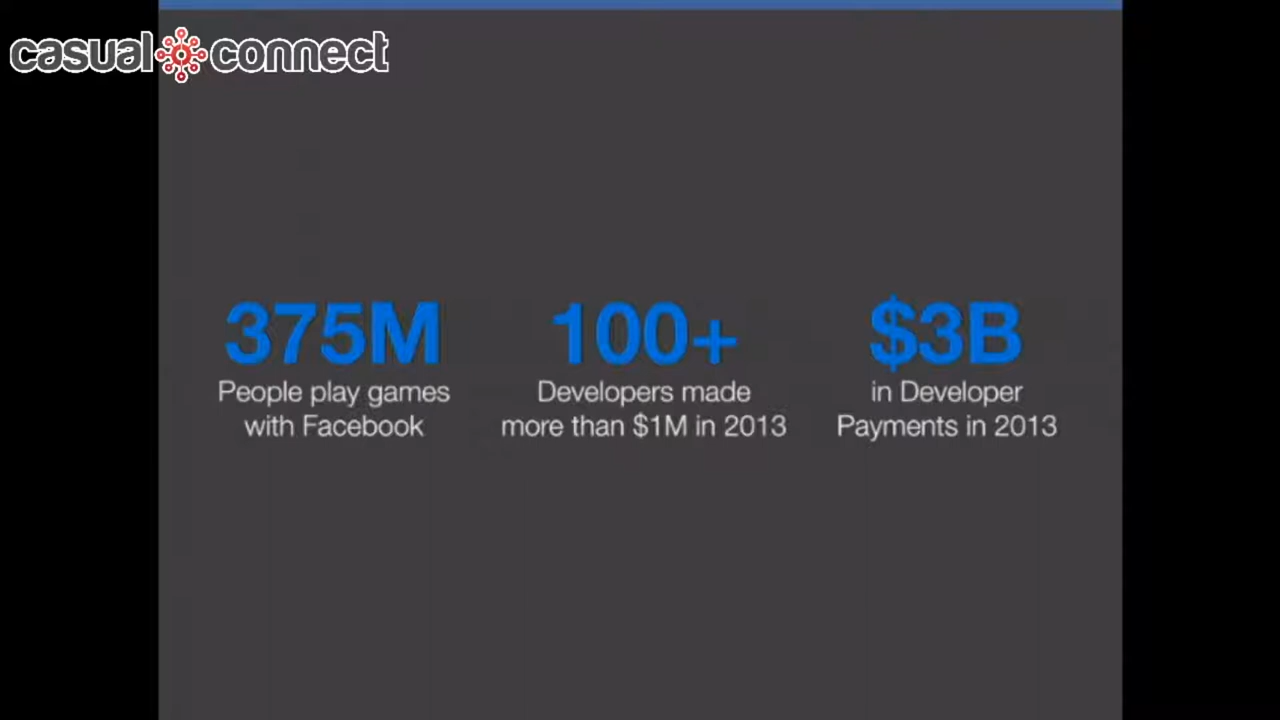 casual connect
375M
People play games
with Facebook
100+
Developers made
more than $1M in 2013
$3B
in Developer
Payments in 2013